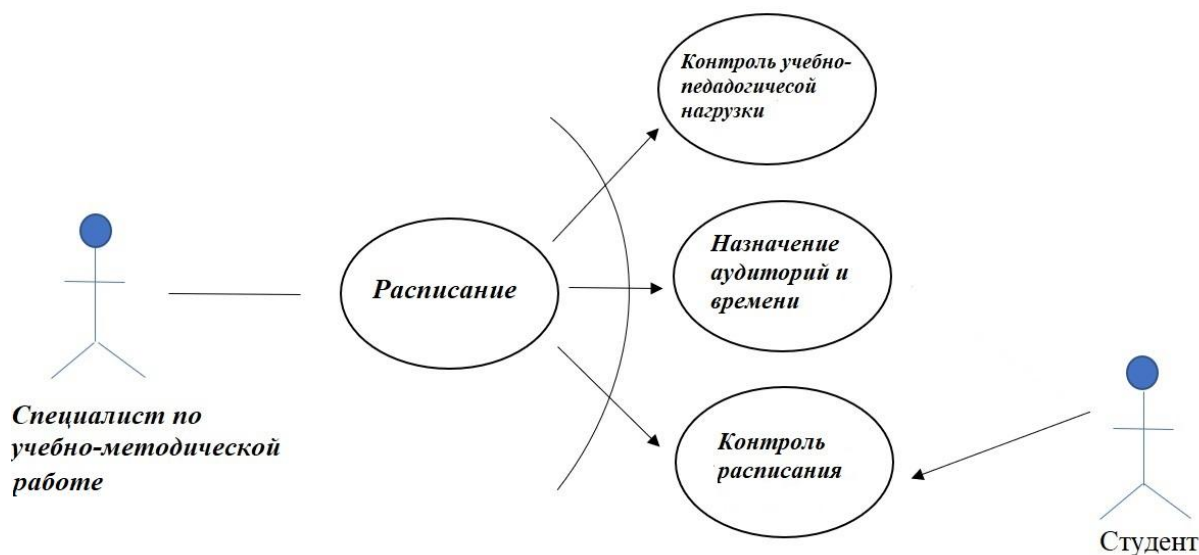 Контроль учебно-
педадогичесой
нагрузки
Расписание
Назначение
аудиторий и
времени
Специалист по
учебно-методической
работе
Контроль
расписания
Студент